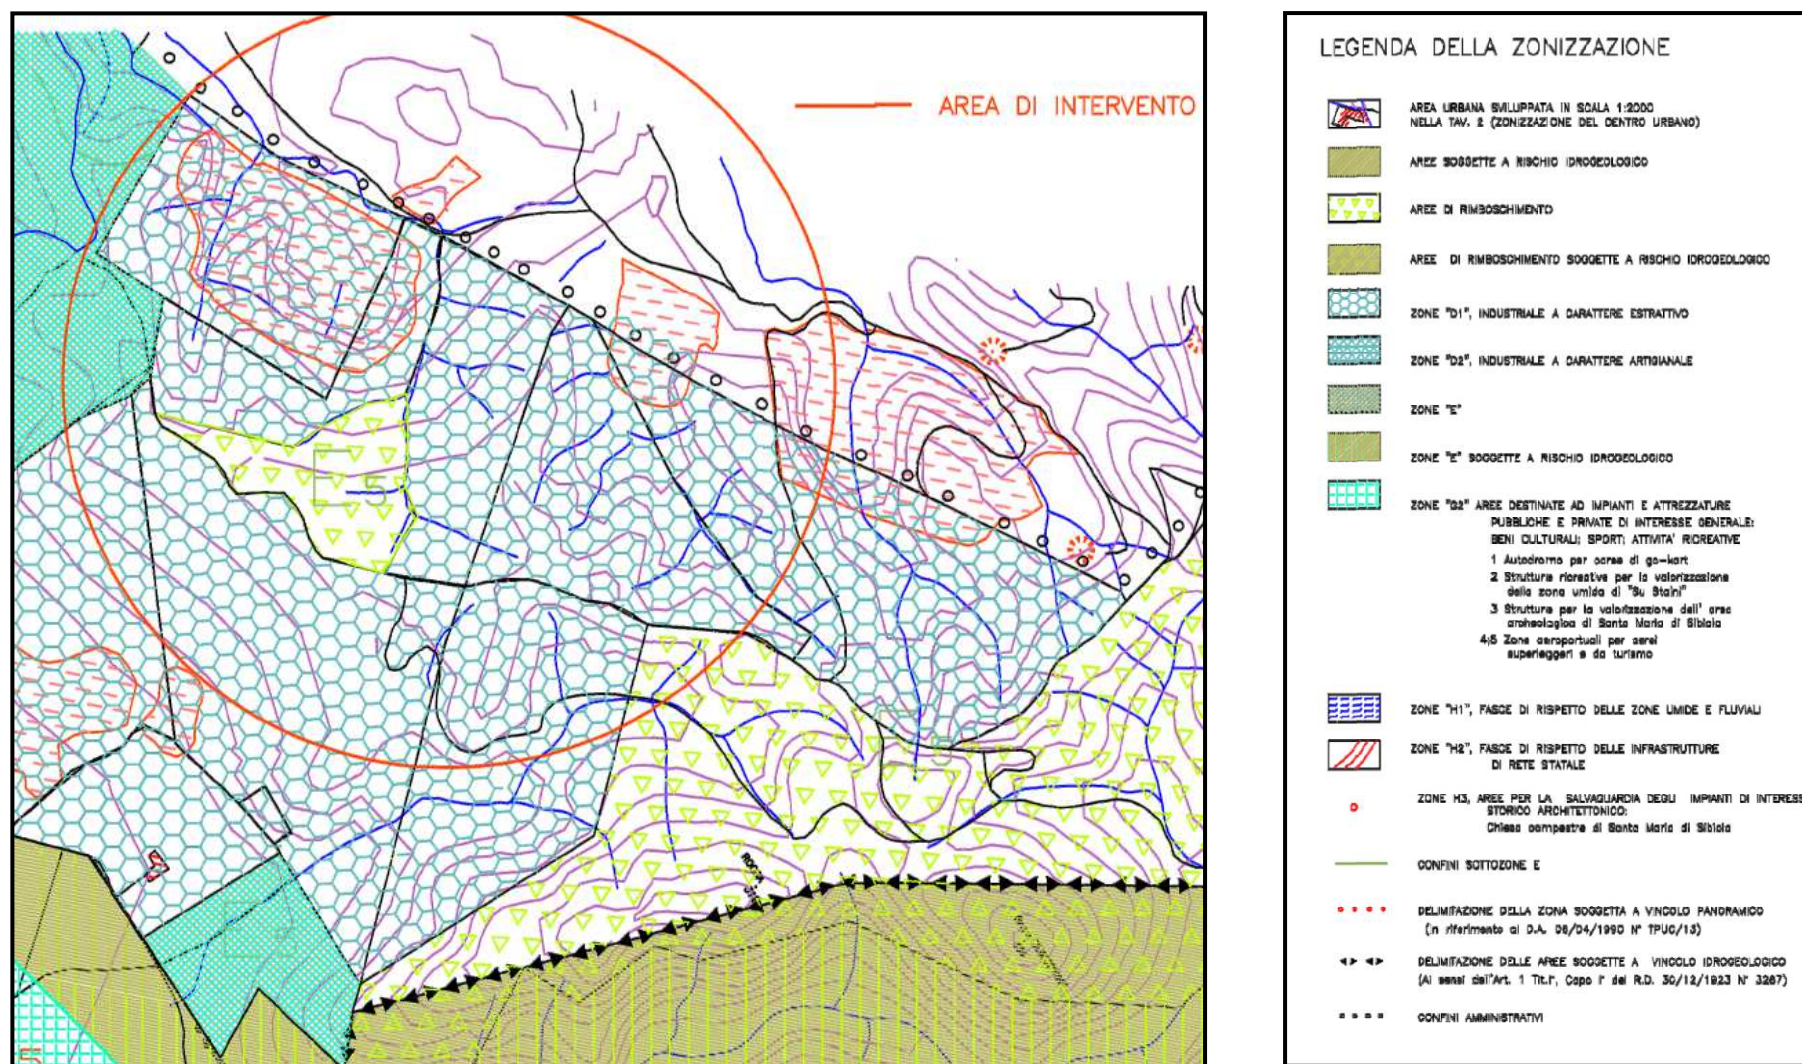 AREA DI INTERVENTO
5
5
5
LEGENDA DELLA ZONIZZAZIONE
AREA URBANA SVILUPPATA IN SCALA 1:2000
NELLA TAV. 2 (ZONIZZAZIONE DEL CENTRO URBANO)
AREE SOGGETTE A RISCHIO IDROGEOLOGICO
AREE DI RIMBOSCHIMENTO
AREE DI RIMBOSCHIMENTO SOGGETTE A RISCHIO IDROGEOLOGICO
ZONE "D1", INDUSTRIALE A CARATTERE ESTRATTIVO
ZONE "D2", INDUSTRIALE A CARATTERE ARTIGIANALE
ZONE "E"
ZONE "E" SOGGETTE A RISCHIO IDROGEOLOGICO
ZONE "G2" AREE DESTINATE AD IMPIANTI E ATTREZZATURE
PUBBLICHE E PRIVATE DI INTERESSE GENERALE:
BENI CULTURALI; SPORT; ATTIVITA' RICREATIVE
1 Autodromo per corse di go-kart
2 Strutture ricreative per la valorizzazione
della zona umida di "Su Staini"
3 Strutture per la valorizzazione dell' area
archeologica di Santa Maria di Sibiola
4;5 Zone aeroportuali per aerei
superleggeri e da turismo
ZONE "H1", FASCE DI RISPETTO DELLE ZONE UMIDE E FLUVIALI
ZONE "H2", FASCE DI RISPETTO DELLE INFRASTRUTTURE
DI RETE STATALE
ZONE H3, AREE PER LA SALVAGUARDIA DEGLI IMPIANTI DI INTERESS
STORICO ARCHITETTONICO:
Chiesa campestre di Santa Maria di Sibiola
CONFINI SOTTOZONE E
DELIMITAZIONE DELLA ZONA SOGGETTA A VINCOLO PANORAMICO
(in riferimento al D.A. 06/04/1990 N° TPUC/13)
DELIMITAZIONE DELLE AREE SOGGETTE A VINCOLO IDROGEOLOGICO
(Ai sensi dell'Art. 1 Tit.I°, Capo I° del R.D. 30/12/1923 N° 3267)
CONFINI AMMINISTRATIVI